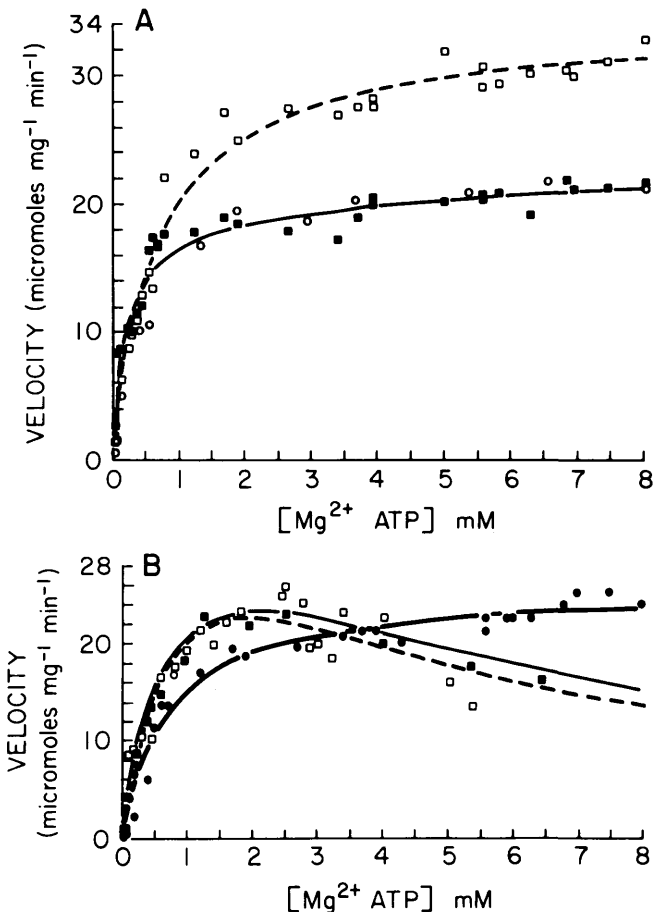 A
34
30
20
10
0
VELOCITY (micromoles mg⁻¹ min⁻¹)
0 1 2 3 4 5 6 7 8
[Mg²⁺ ATP] mM
B
28
20
10
0
VELOCITY
(micromoles mg⁻¹ min⁻¹)
0 1 2 3 4 5 6 7 8
[Mg²⁺ ATP] mM